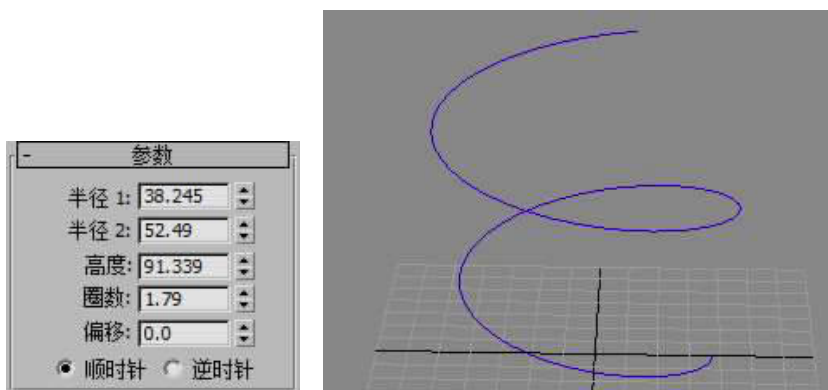 - 参数
半径 1: 38.245
半径 2: 52.49
高度: 91.339
圈数: 1.79
偏移: 0.0
顺时针 逆时针